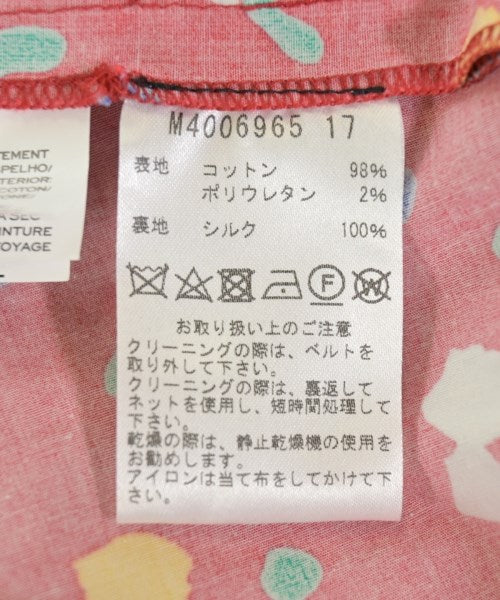 M4006965 17
表地 コットン 98%
ポリウレタン 2%
裏地 シルク 100%
F W
お取り扱い上のご注意
クリーニングの際は、ベルトを
取り外して下さい。
クリーニングの際は、裏返して
ネットを使用し、短時間処理して
下さい。
乾燥の際は、静止乾燥機の使用を
お勧めします。
アイロンは当て布をしてかけて下
さい。
TEMENT
SPELHO/
TERIOR:
COTON/
A SEC
INTURE
OYAGE